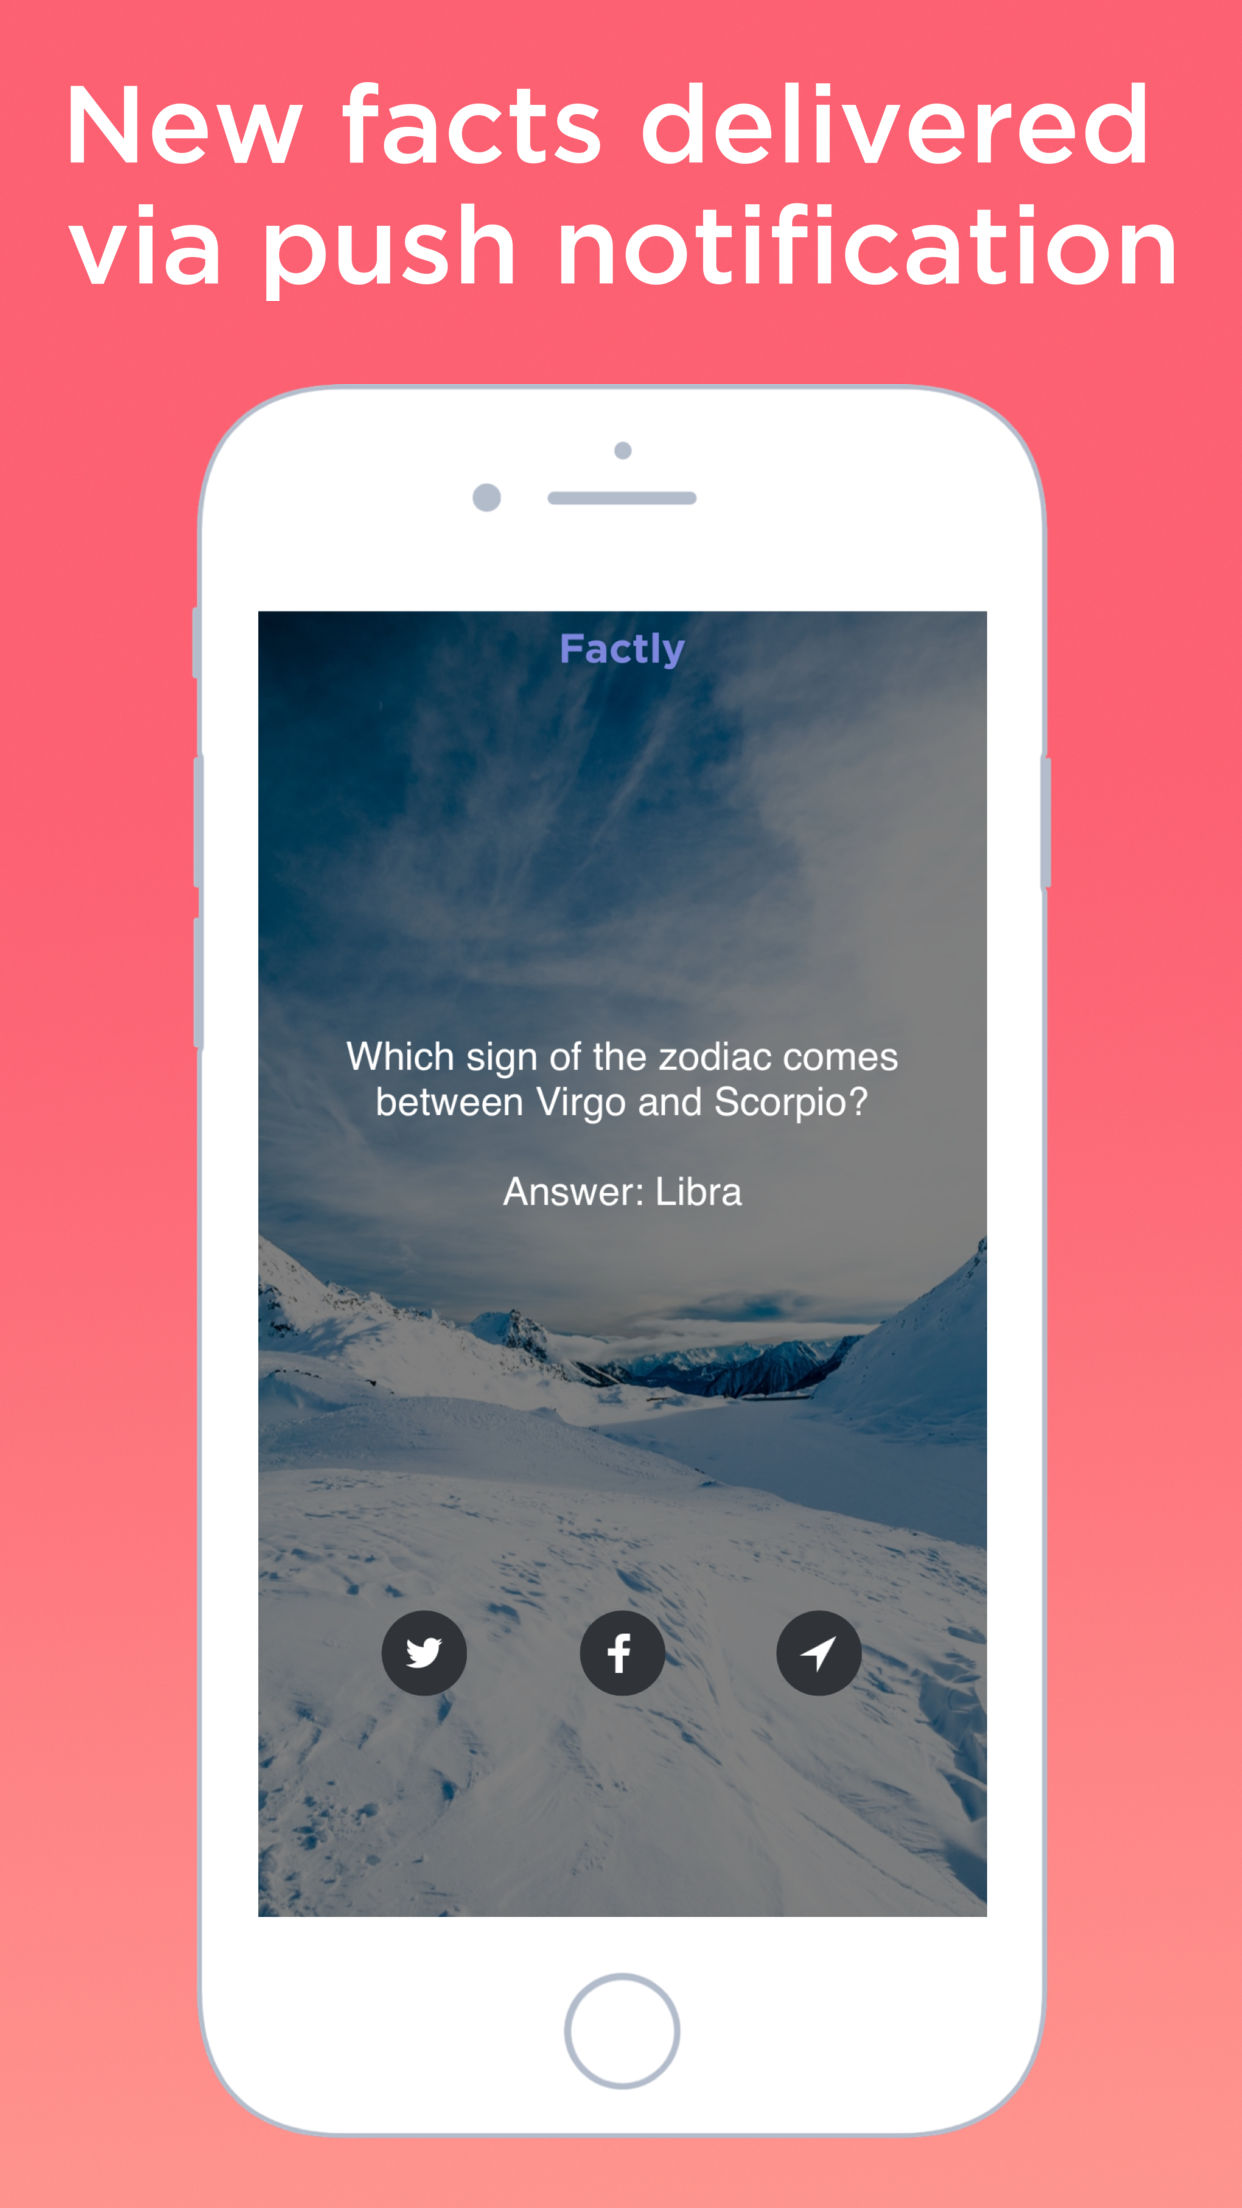 New facts delivered
via push notification
Factly
Which sign of the zodiac comes
between Virgo and Scorpio?
Answer: Libra